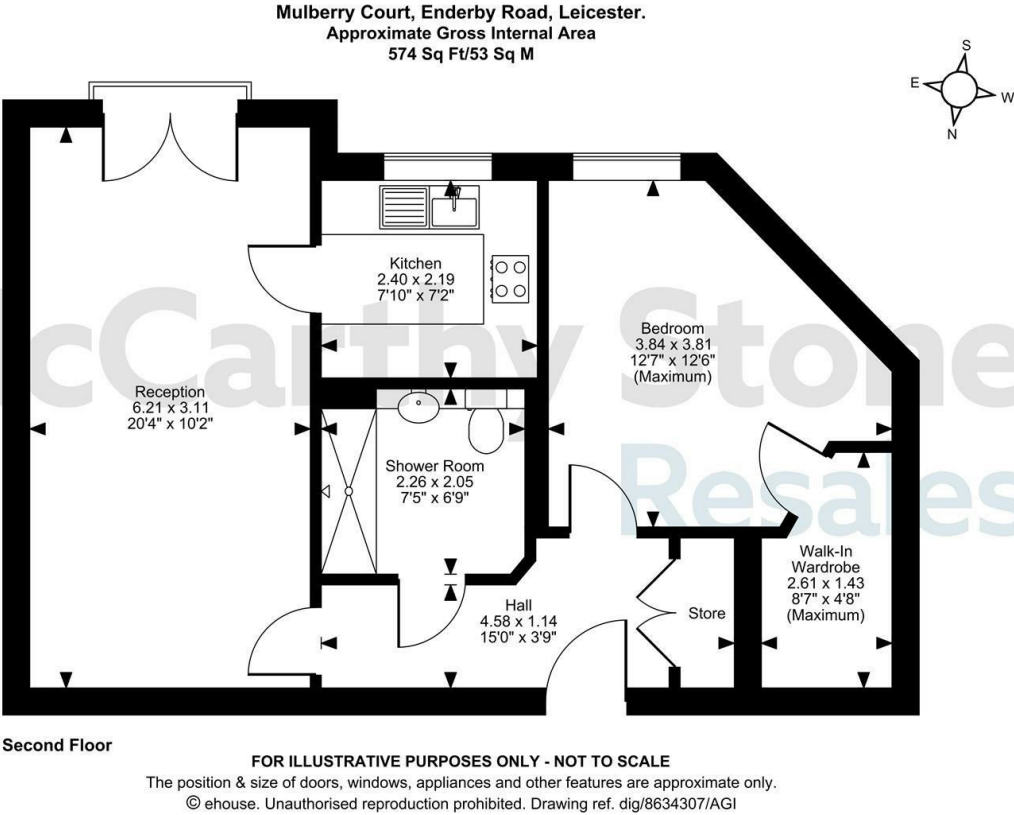 Mulberry Court, Enderby Road, Leicester.
Approximate Gross Internal Area
574 Sq Ft/53 Sq M
S
E
W
N
Kitchen
2.40 x 2.19
7'10" x 7'2"
Bedroom
3.84 x 3.81
12'7" x 12'6"
(Maximum)
cCarthy Stone
Resales
Reception
6.21 x 3.11
20'4" x 10'2"
Shower Room
2.26 x 2.05
7'5" x 6'9"
Walk-In
Wardrobe
2.61 x 1.43
8'7" x 4'8"
(Maximum)
Hall
4.58 x 1.14
15'0" x 3'9"
Store
Second Floor
FOR ILLUSTRATIVE PURPOSES ONLY - NOT TO SCALE
The position & size of doors, windows, appliances and other features are approximate only.
© ehouse. Unauthorised reproduction prohibited. Drawing ref. dig/8634307/AGI